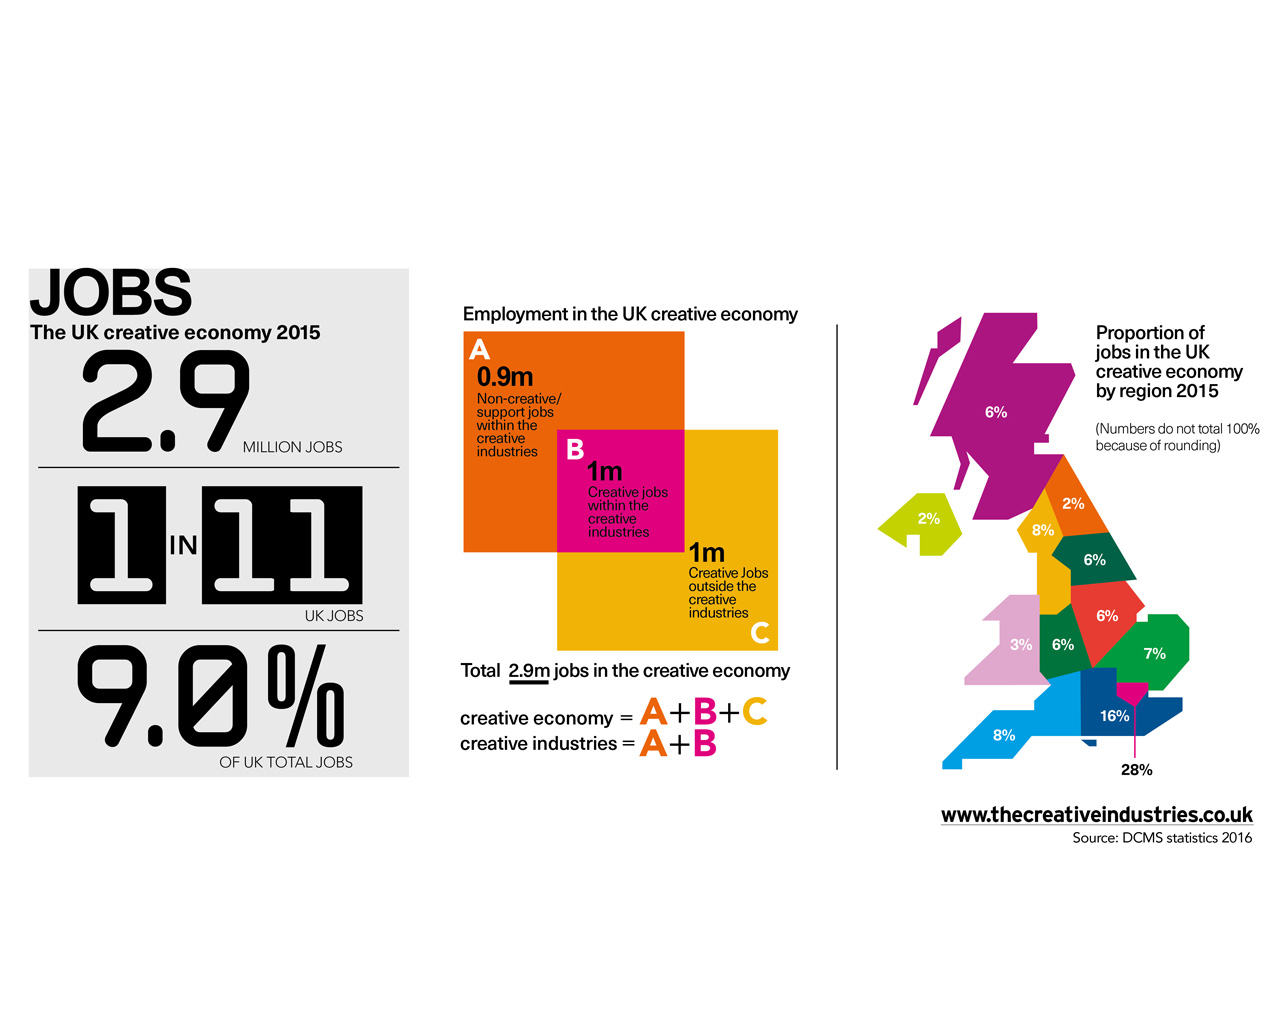 JOBS
The UK creative economy 2015
2.9
MILLION JOBS
1 IN 11
UK JOBS
9.0%
OF UK TOTAL JOBS
Employment in the UK creative economy
A
0.9m
Non-creative/
support jobs
within the
creative
industries
B
1m
Creative jobs
within the
creative
industries
1m
Creative Jobs
outside the
creative
industries
C
Total 2.9m jobs in the creative economy
creative economy = A+B+C
creative industries = A+B
Proportion of
jobs in the UK
creative economy
by region 2015
(Numbers do not total 100%
because of rounding)
6%
2%
2%
8%
6%
6%
3%
6%
7%
16%
8%
28%
www.thecreativeindustries.co.uk
Source: DCMS statistics 2016